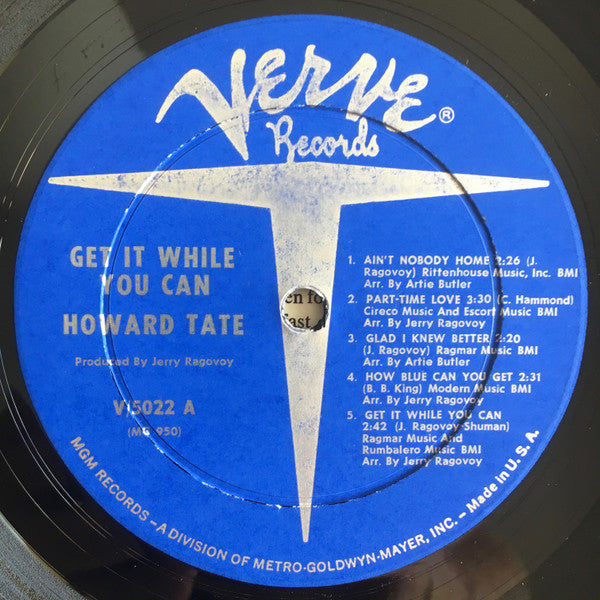 Verve®
Records
GET IT WHILE
YOU CAN
HOWARD TATE
Produced By Jerry Ragovoy
V/5022 A
(MG 950)
1. AIN'T NOBODY HOME 2:26 (J.
Ragovoy) Rittenhouse Music, Inc. BMI
Arr. By Artie Butler
2. PART-TIME LOVE 3:30 (C. Hammond)
Cireco Music And Escort Music BMI
Arr. By Jerry Ragovoy
3. GLAD I KNEW BETTER 2:20
(J. Ragovoy) Ragmar Music BMI
Arr. By Artie Butler
4. HOW BLUE CAN YOU GET 2:31
(B. B. King) Modern Music BMI
Arr. By Jerry Ragovoy
5. GET IT WHILE YOU CAN
2:42 (J. Ragovoy-Shuman)
Ragmar Music And
Rumbalero Music BMI
Arr. By Jerry Ragovoy
MGM RECORDS – A DIVISION OF METRO-GOLDWYN-MAYER, INC. – Made in U.S.A.